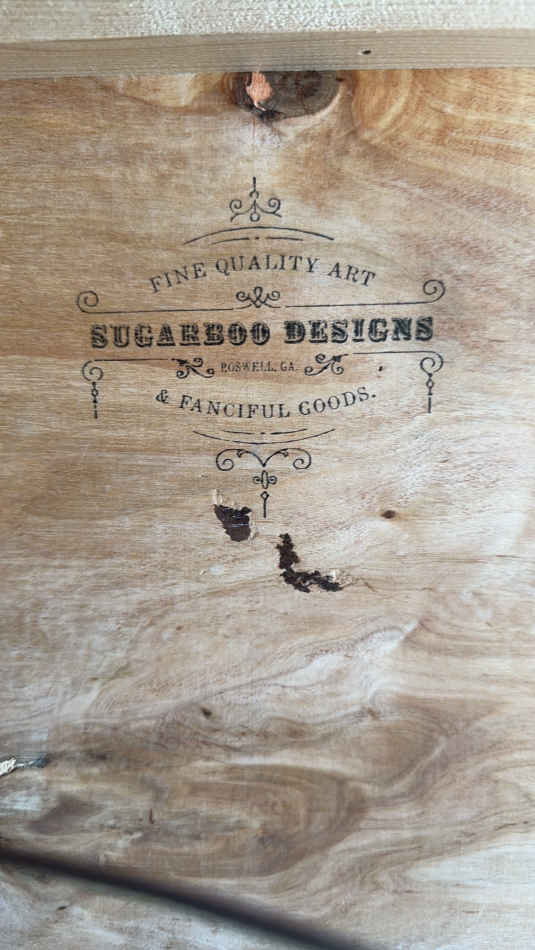 FINE QUALITY ART
SUGARBOO DESIGNS
ROSWELL, GA.
& FANCIFUL GOODS.